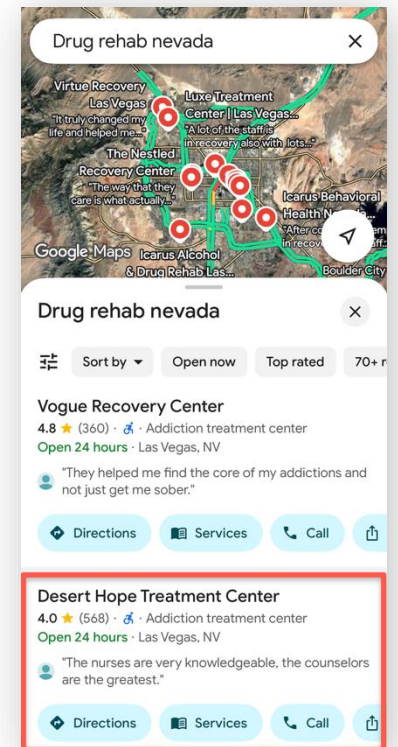 Drug rehab nevada
Virtue Recovery
Las Vegas
"It truly changed my
life and helped me..."
Luxe Treatment
Center | Las Vegas...
"A lot of the staff is
in recovery also with lots..."
The Nestled
Recovery Center
"The way that they
care is what actually..."
Icarus Behavioral
Health N
"After co
in recov
Google Maps
Icarus Alcohol
& Drug Rehab Las...
Boulder City
Drug rehab nevada
Sort by
Open now
Top rated
70+ r
Vogue Recovery Center
4.8 ★ (360) · Addiction treatment center
Open 24 hours · Las Vegas, NV
"They helped me find the core of my addictions and
not just get me sober."
Directions
Services
Call
Desert Hope Treatment Center
4.0 ★ (568) · Addiction treatment center
Open 24 hours · Las Vegas, NV
"The nurses are very knowledgeable, the counselors
are the greatest."
Directions
Services
Call